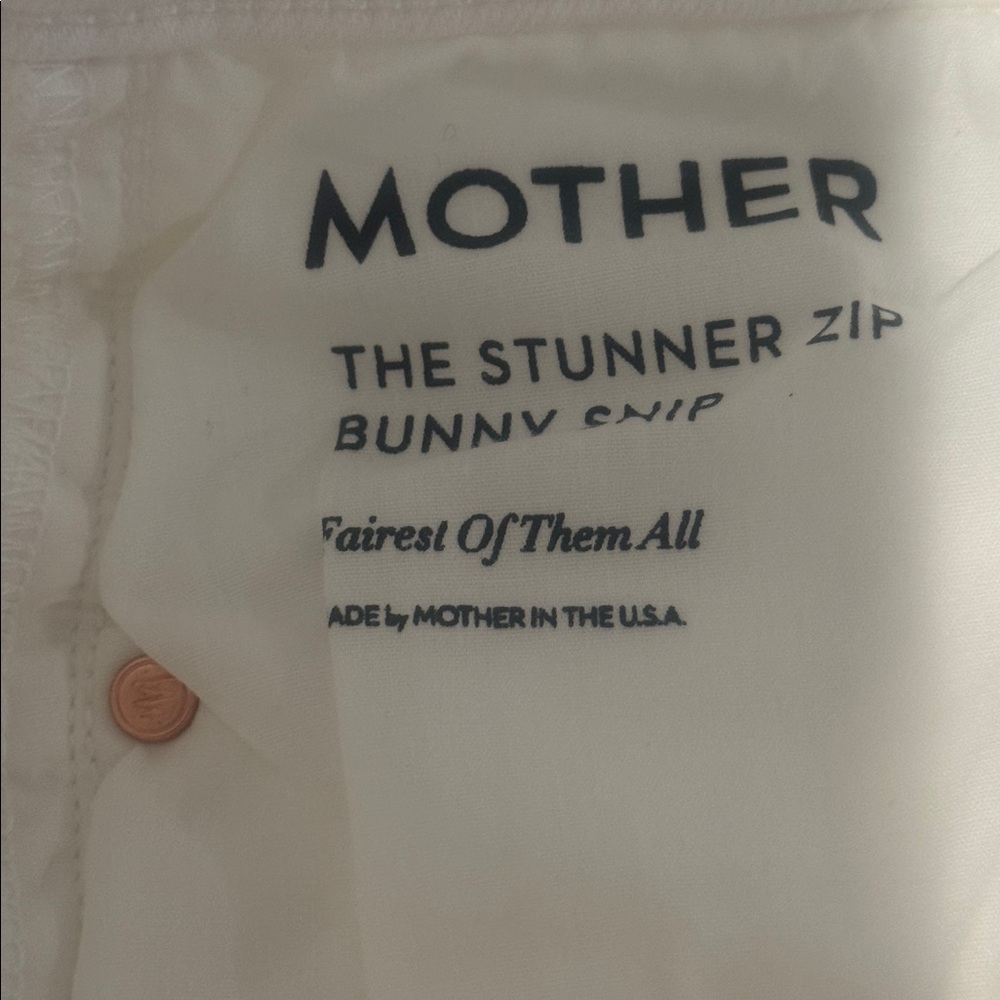 MOTHER
THE STUNNER ZIP
BUNNY SNIP
Fairest Of Them All
ADE by MOTHER IN THE U.S.A.